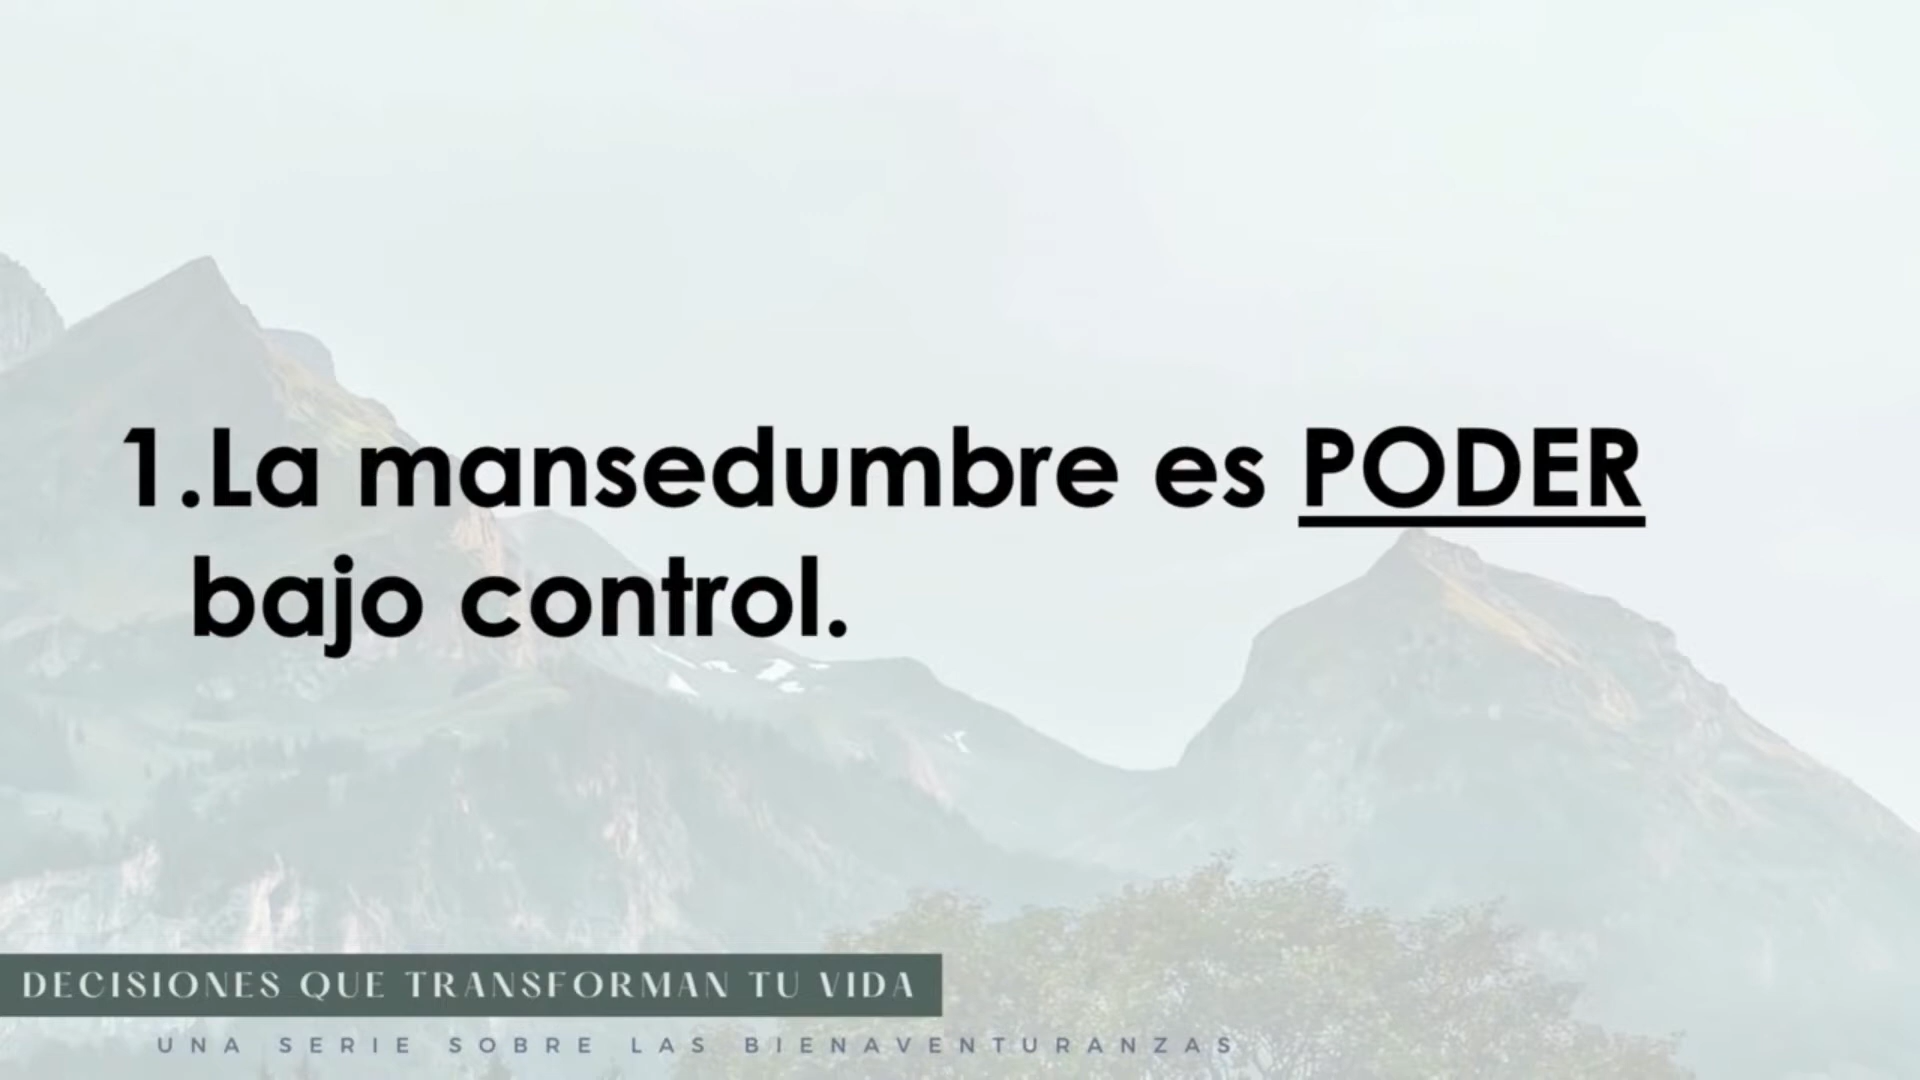 1.La mansedumbre es PODER
bajo control.
DECISIONES QUE TRANSFORMAN TU VIDA
UNA SERIE SOBRE LAS BIENAVENTURANZAS